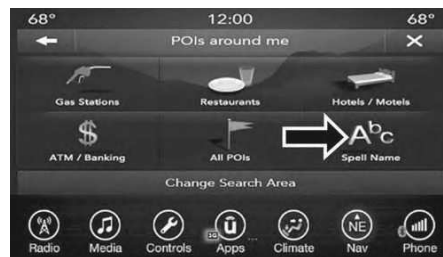 68° 12:00 68°
POIs around me
Gas Stations Restaurants Hotels / Motels
Abc
ATM / Banking All POIs Spell Name
Change Search Area
NE
3G ...
Radio Media Controls Apps Climate Nav Phone